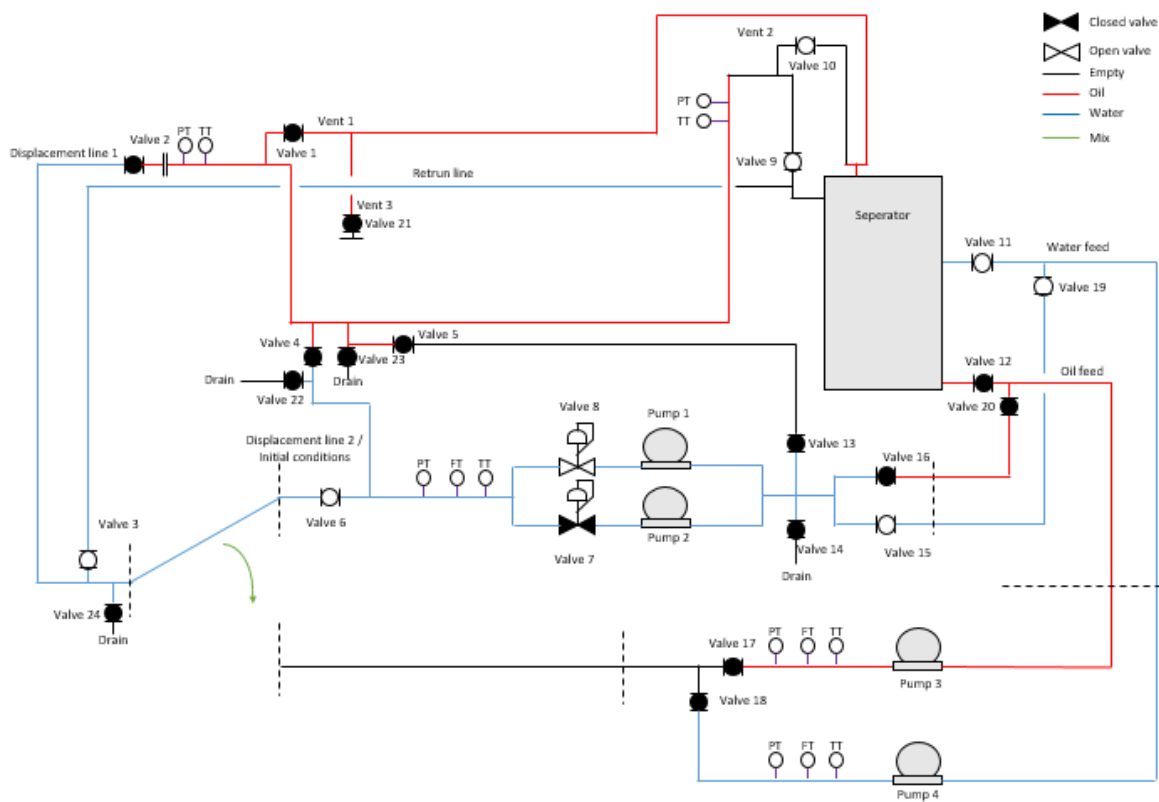 Vent 2
Closed valve
Open valve
Valve 10
Empty
PT
Oil
Vent 1
TT
Water
Valve 2
PT
TT
Mix
Displacement line 1
Valve 1
Valve 9
Retrun line
Vent 3
Valve 21
Seperator
Valve 11
Water feed
Valve 19
Valve 4
Valve 5
Valve 23
Valve 12
Oil feed
Drain
Drain
Valve 22
Valve 20
Valve 8
Pump 1
Displacement line 2 /
Initial conditions
Valve 13
PT
FT
TT
Valve 16
Pump 2
Valve 6
Valve 3
Valve 14
Valve 15
Valve 7
Drain
Valve 24
Drain
Valve 17
PT
FT
TT
Pump 3
Valve 18
PT
FT
TT
Pump 4